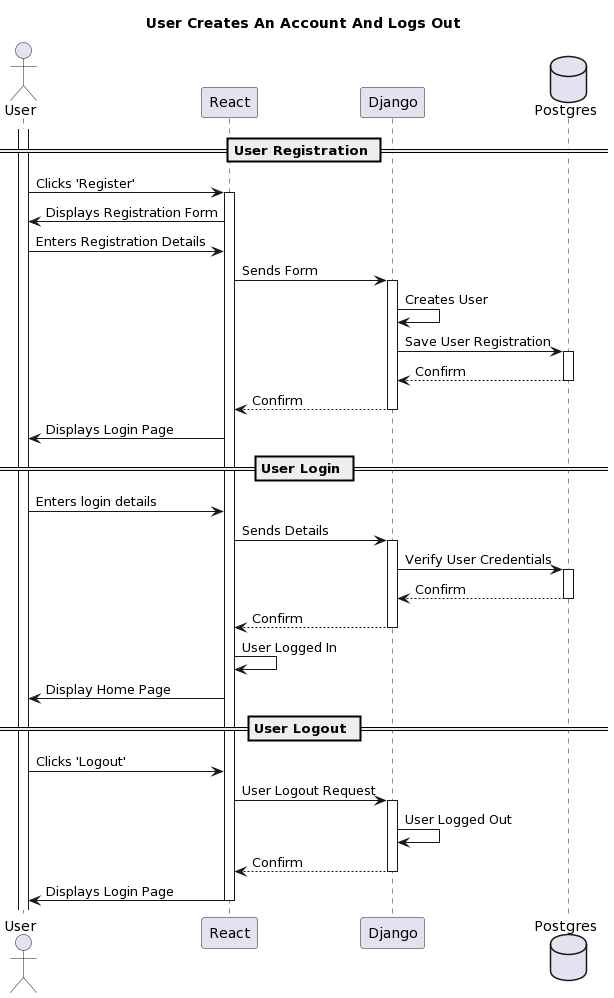 User Creates An Account And Logs Out
User
React
Django
Postgres
User Registration
Clicks 'Register'
Displays Registration Form
Enters Registration Details
Sends Form
Creates User
Save User Registration
Confirm
Confirm
Displays Login Page
User Login
Enters login details
Sends Details
Verify User Credentials
Confirm
Confirm
User Logged In
Display Home Page
User Logout
Clicks 'Logout'
User Logout Request
User Logged Out
Confirm
Displays Login Page
User
React
Django
Postgres